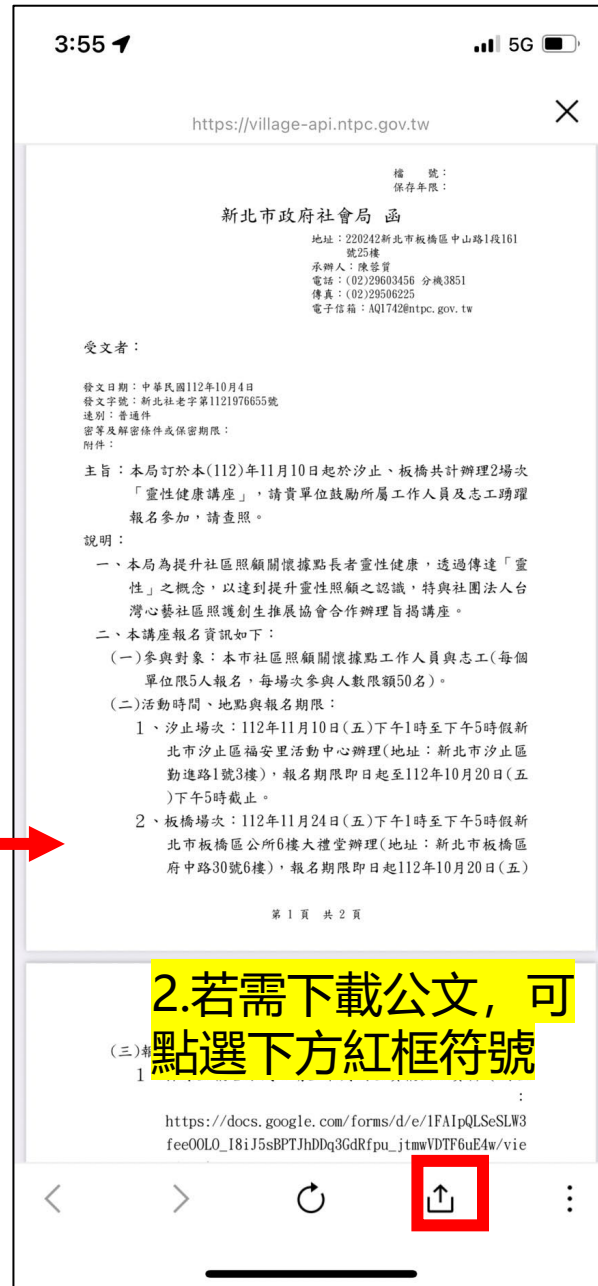 3:55
5G
https://village-api.ntpc.gov.tw
檔 號：
保存年限：
新北市政府社會局 函
地址：220242新北市板橋區中山路1段161
號25樓
承辦人：陳蓉質
電話：(02)29603456 分機3851
傳真：(02)29506225
電子信箱：AQ1742@ntpc.gov.tw
受文者：
發文日期：中華民國112年10月4日
發文字號：新北社老字第1121976655號
速別：普通件
密等及解密條件或保密期限：
附件：
主旨：本局訂於本(112)年11月10日起於汐止、板橋共計辦理2場次
「靈性健康講座」，請貴單位鼓勵所屬工作人員及志工踴躍
報名參加，請查照。
說明：
一、本局為提升社區照顧關懷據點長者靈性健康，透過傳達「靈
性」之概念，以達到提升靈性照顧之認識，特與社團法人台
灣心藝社區照護創生推展協會合作辦理旨揭講座。
二、本講座報名資訊如下：
(一)參與對象：本市社區照顧關懷據點工作人員與志工(每個
單位限5人報名，每場次參與人數限額50名)。
(二)活動時間、地點與報名期限：
1、汐止場次：112年11月10日(五)下午1時至下午5時假新
北市汐止區福安里活動中心辦理(地址：新北市汐止區
勤進路1號3樓)，報名期限即日起至112年10月20日(五
)下午5時截止。
2、板橋場次：112年11月24日(五)下午1時至下午5時假新
北市板橋區公所6樓大禮堂辦理(地址：新北市板橋區
府中路30號6樓)，報名期限即日起112年10月20日(五)
第 1 頁 共 2 頁
2.若需下載公文，可
點選下方紅框符號
(三)
1
：
https://docs.google.com/forms/d/e/1FAIpQLSeSLW3
fee0OLO_I8iJ5sBPTJhDDq3GdRfpu_jtmwVDTF6uE4w/vie